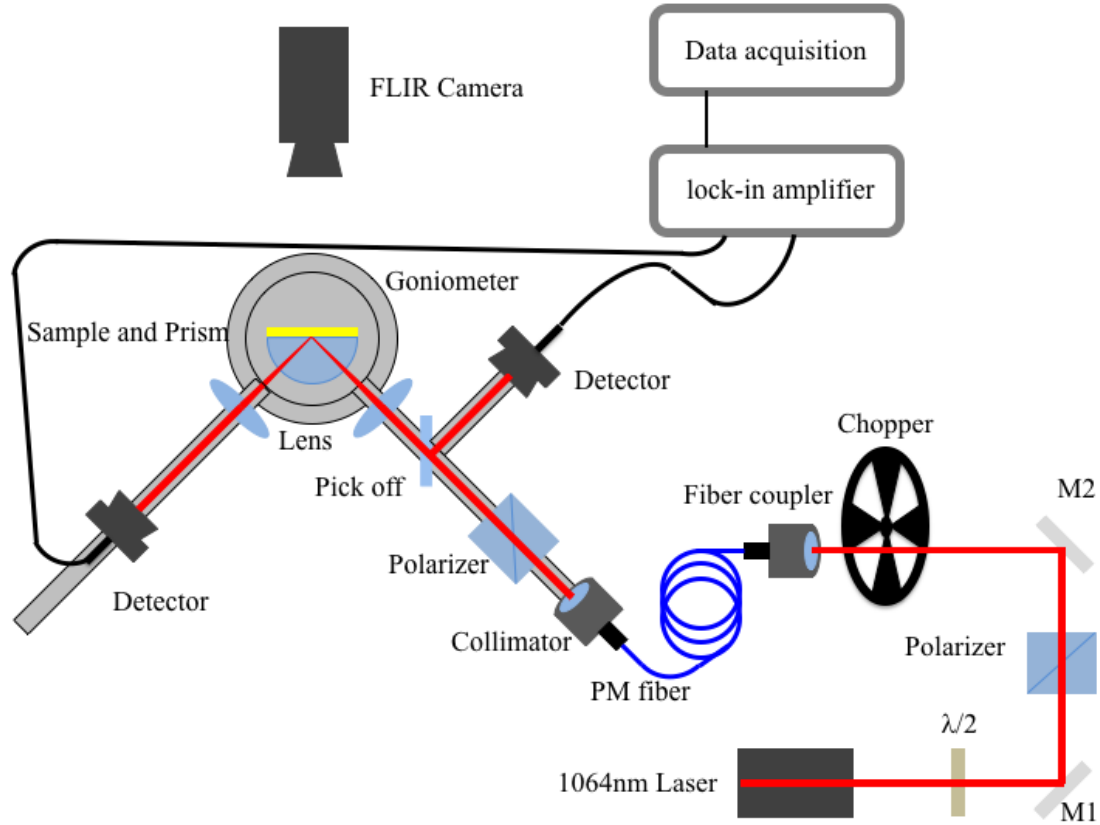 Data acquisition
FLIR Camera
lock-in amplifier
Goniometer
Sample and Prism
Detector
Chopper
Lens
Pick off
Fiber coupler
M2
Polarizer
Detector
Collimator
Polarizer
PM fiber
λ/2
1064nm Laser
M1